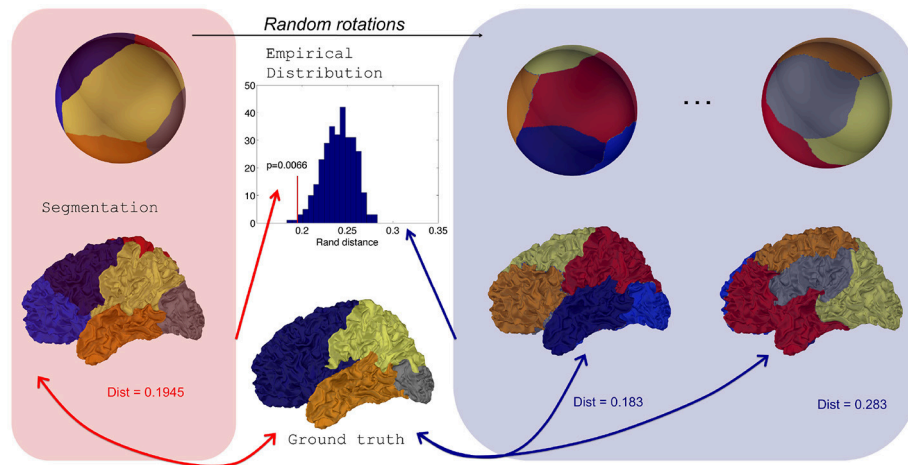 Random rotations
Empirical
Distribution
50
40
30
20
10
0
p=0.0066
0.2
0.25
0.3
0.35
Rand distance
...
Segmentation
Dist = 0.1945
Ground truth
Dist = 0.183
Dist = 0.283